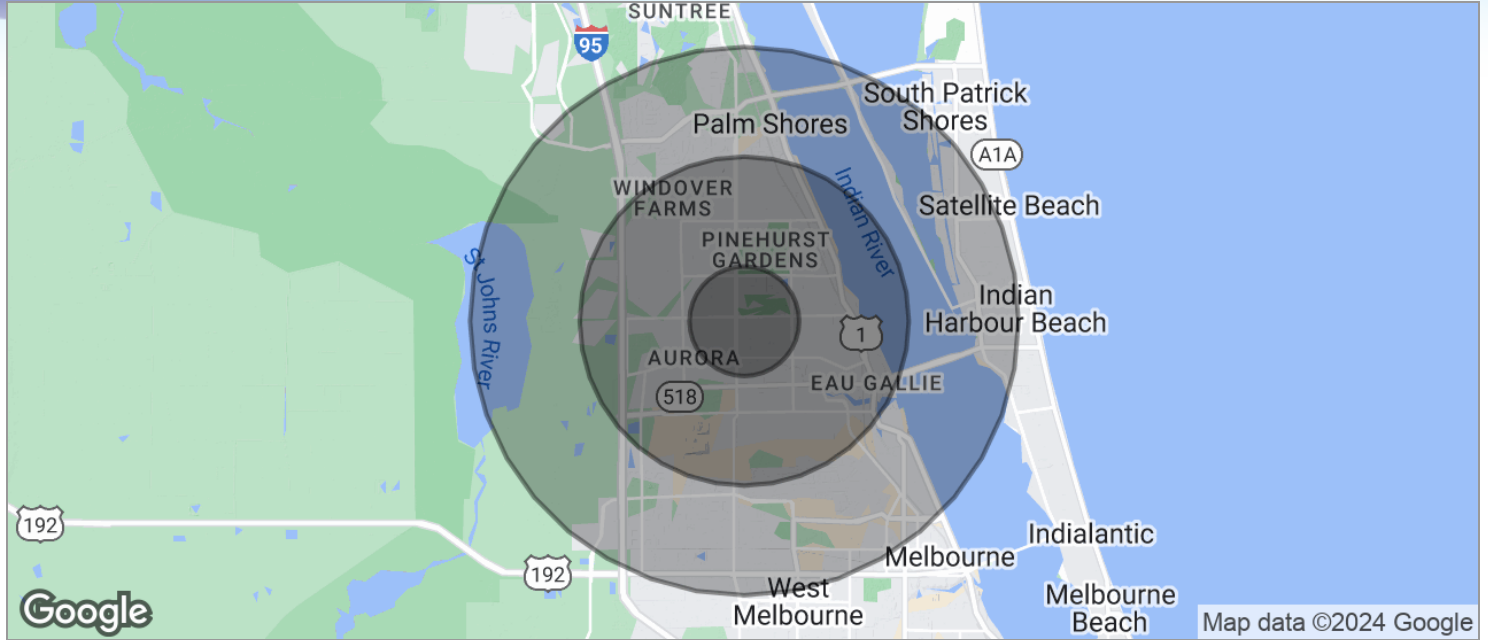 SUNTREE
95
South Patrick
Shores
Palm Shores
A1A
Indian River
WINDOVER
FARMS
Satellite Beach
PINEHURST
GARDENS
St Johns River
Indian
Harbour Beach
1
AURORA
EAU GALLIE
518
192
Indialantic
Melbourne
192
West
Melbourne
Melbourne
Beach
Google
Map data ©2024 Google